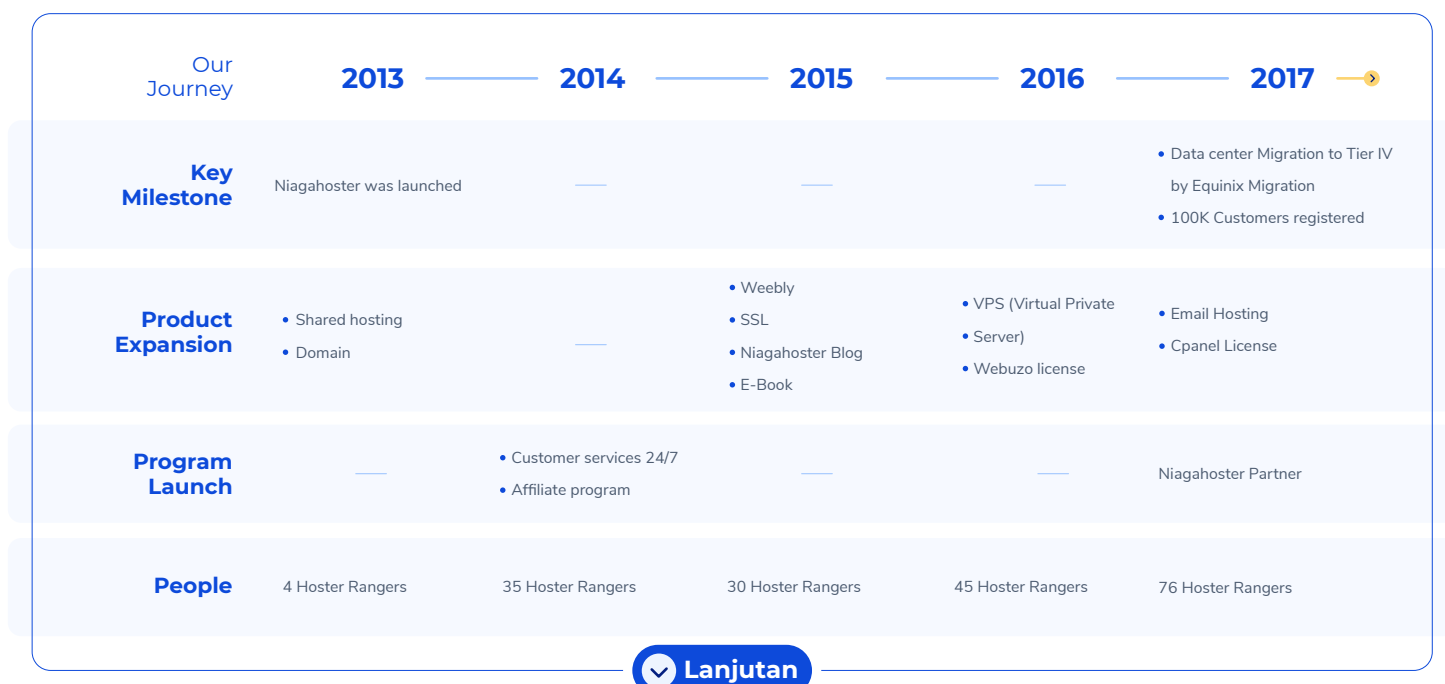 Our
Journey
2013
2014
2015
2016
2017
Key
Milestone
Niagahoster was launched
Data center Migration to Tier IV
by Equinix Migration
100K Customers registered
Product
Expansion
Shared hosting
Domain
Weebly
SSL
Niagahoster Blog
E-Book
VPS (Virtual Private
Server)
Webuzo license
Email Hosting
Cpanel License
Program
Launch
Customer services 24/7
Affiliate program
Niagahoster Partner
People
4 Hoster Rangers
35 Hoster Rangers
30 Hoster Rangers
45 Hoster Rangers
76 Hoster Rangers
Lanjutan